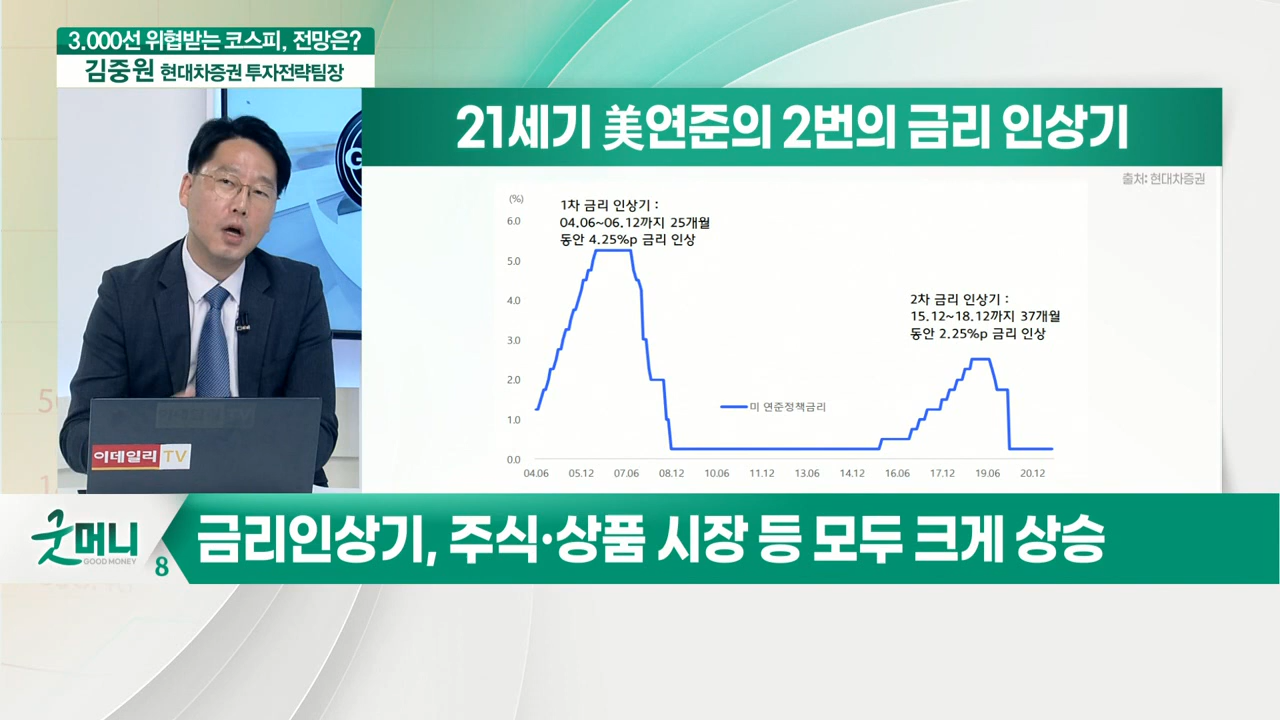 3.000선 위협받는 코스피, 전망은?
김중원 현대차증권 투자전략팀장
21세기 美연준의 2번의 금리 인상기
출처: 현대차증권
(%)
6.0
5.0
4.0
3.0
2.0
1.0
0.0
1차 금리 인상기 :
04.06~06.12까지 25개월
동안 4.25%p 금리 인상
2차 금리 인상기 :
15.12~18.12까지 37개월
동안 2.25%p 금리 인상
미 연준정책금리
04.06 05.12 07.06 08.12 10.06 11.12 13.06 14.12 16.06 17.12 19.06 20.12
이데일리 TV
굿머니
GOOD MONEY
8
금리인상기, 주식·상품 시장 등 모두 크게 상승